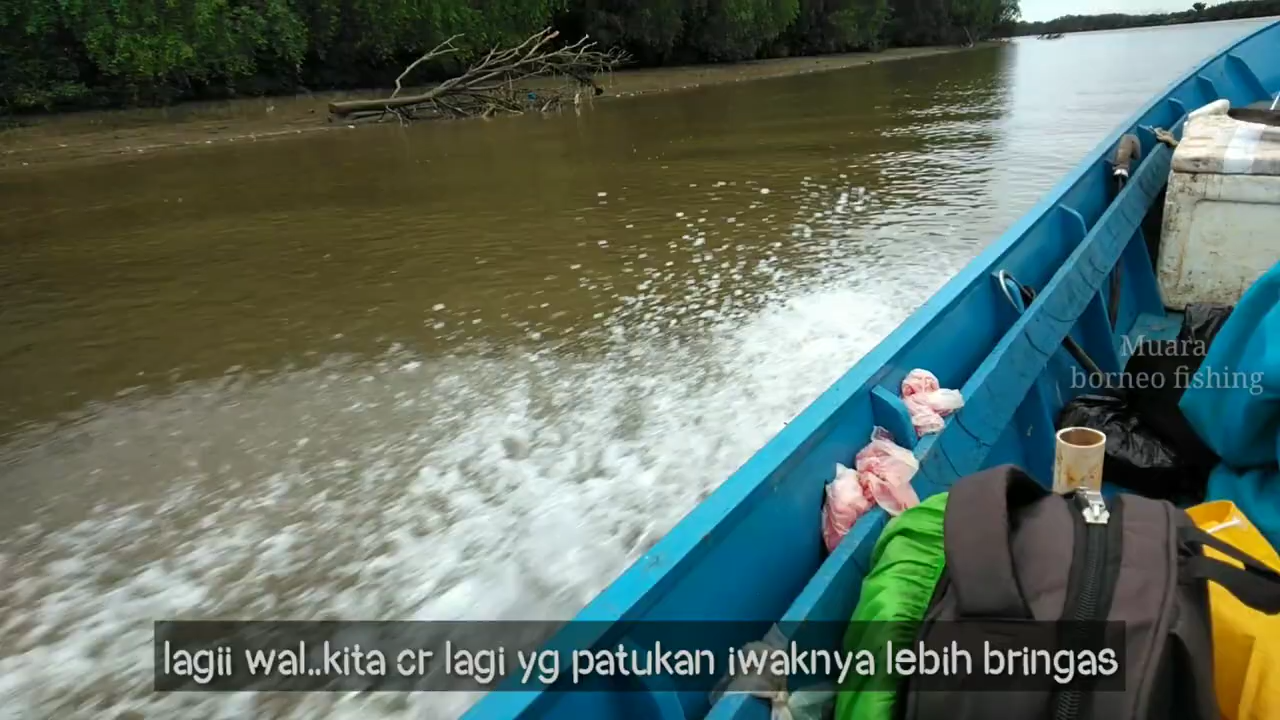 Muara
borneo fishing
lagii wal..kita cr lagi yg patukan iwaknya lebih bringas